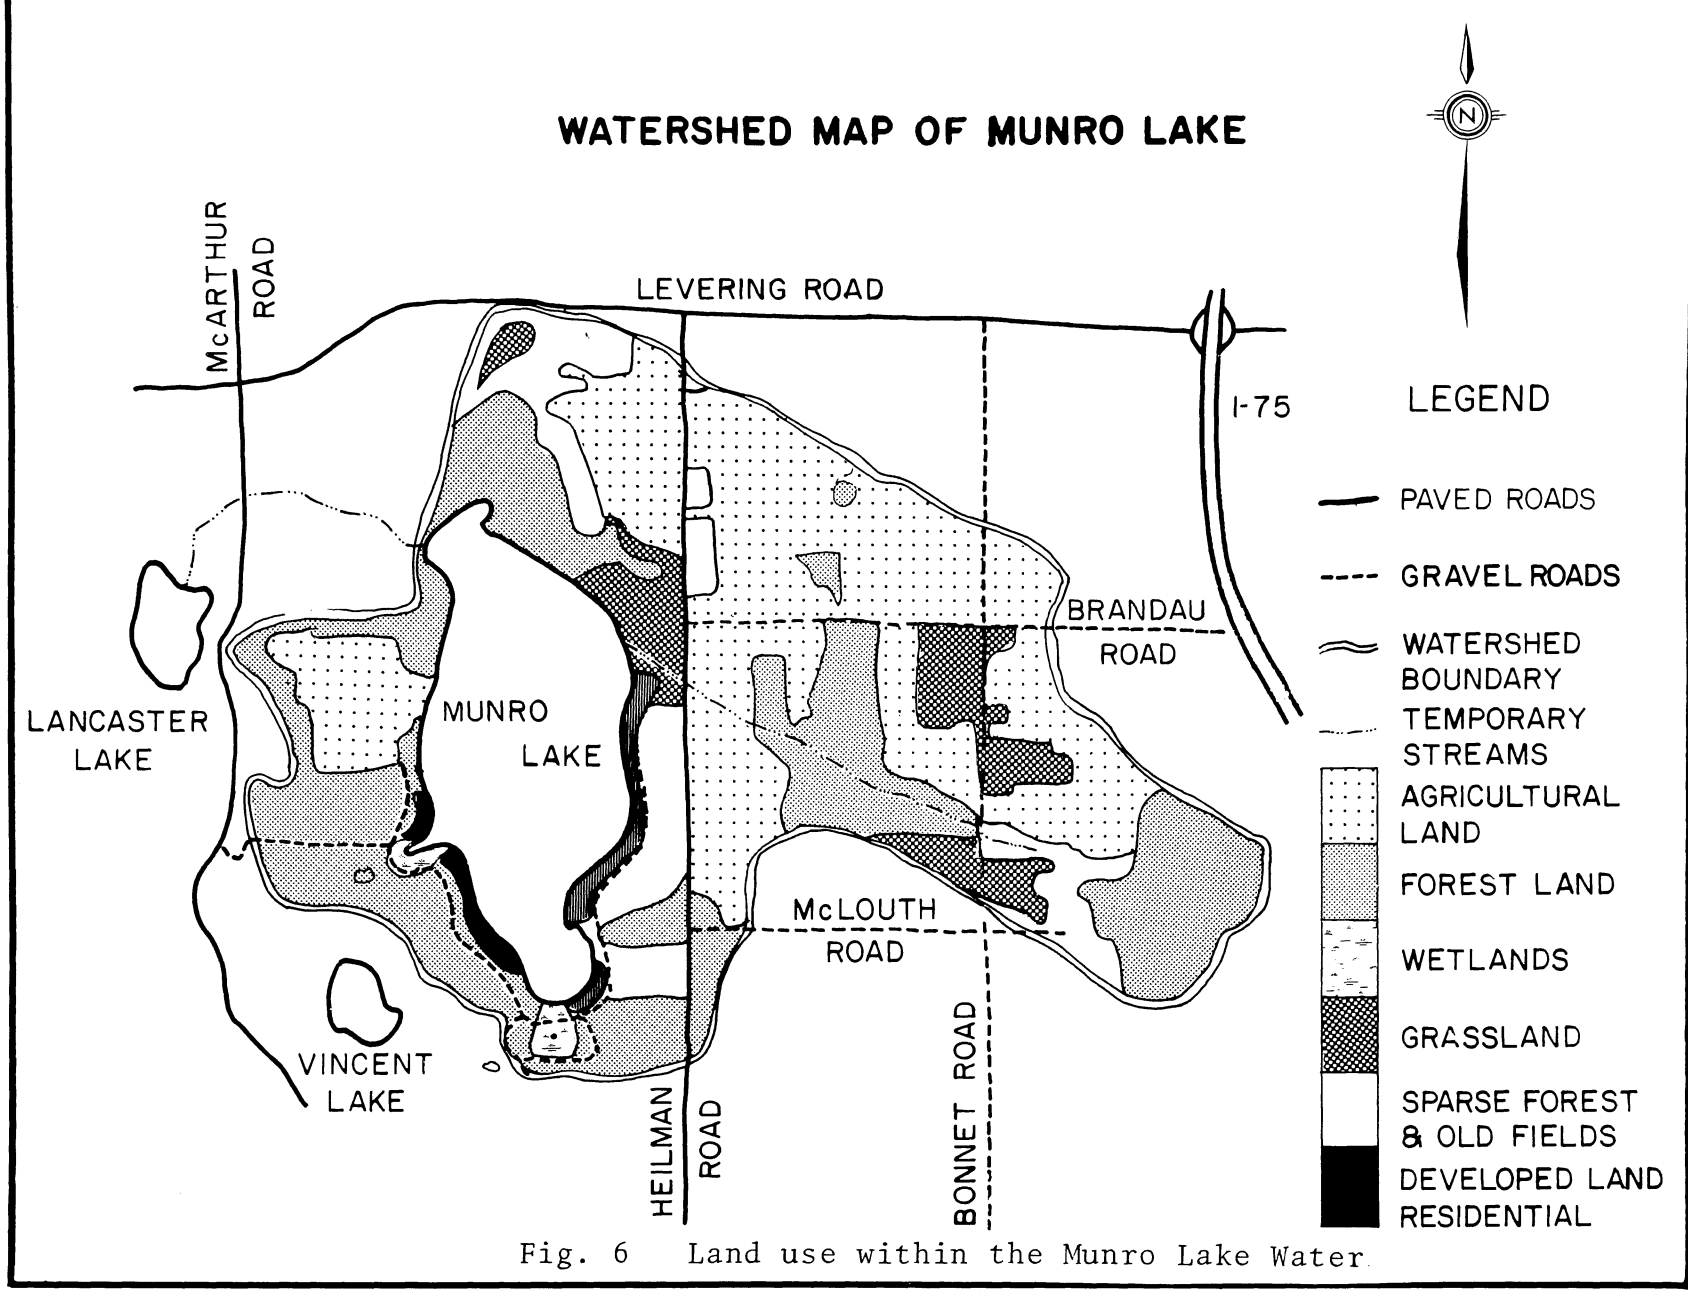 WATERSHED MAP OF MUNRO LAKE
N
McARTHUR
ROAD
LEVERING ROAD
I-75
LEGEND
PAVED ROADS
GRAVEL ROADS
WATERSHED
BOUNDARY
TEMPORARY
STREAMS
AGRICULTURAL
LAND
FOREST LAND
WETLANDS
GRASSLAND
SPARSE FOREST
& OLD FIELDS
DEVELOPED LAND
RESIDENTIAL
BRANDAU
ROAD
LANCASTER
LAKE
MUNRO
LAKE
McLOUTH
ROAD
VINCENT
LAKE
HEILMAN
ROAD
BONNET ROAD
Fig. 6 Land use within the Munro Lake Water